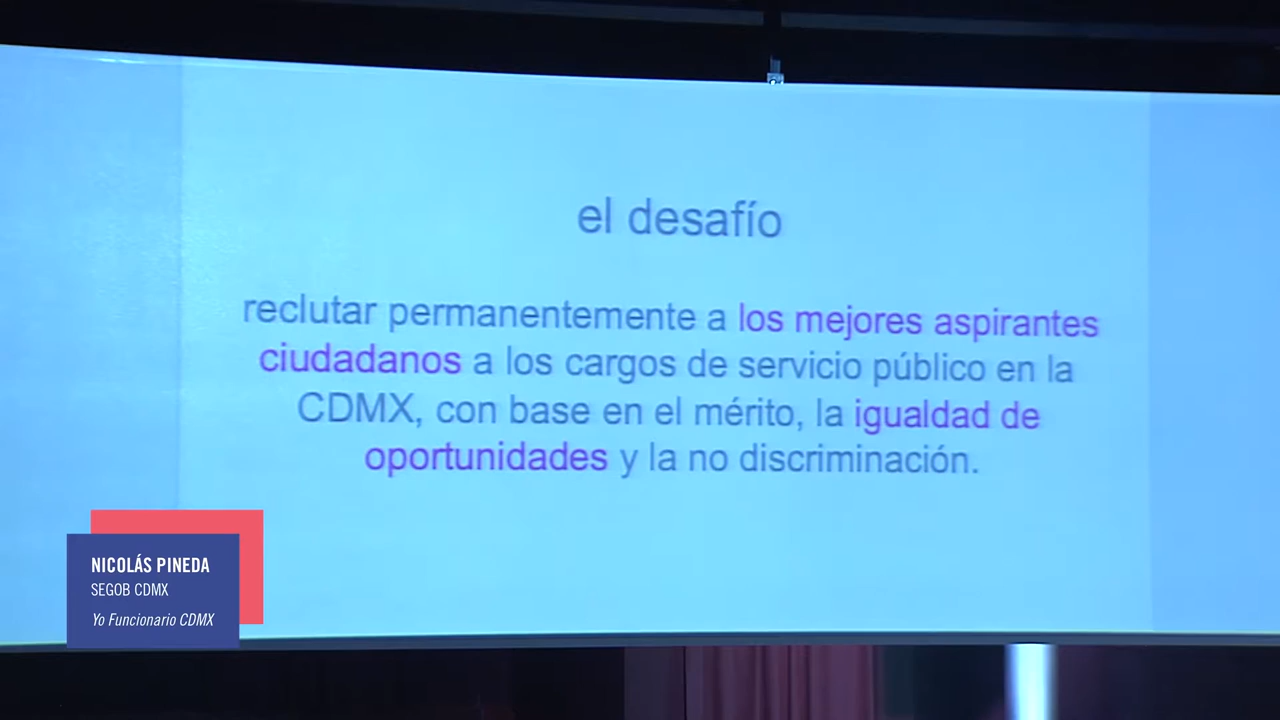 el desafío
reclutar permanentemente a los mejores aspirantes
ciudadanos a los cargos de servicio público en la
CDMX, con base en el mérito, la igualdad de
oportunidades y la no discriminación.
NICOLÁS PINEDA
SEGOB CDMX
Yo Funcionario CDMX